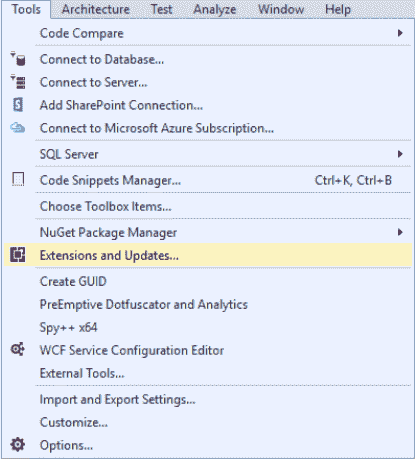 Tools Architecture Test Analyze Window Help
Code Compare
Connect to Database...
Connect to Server...
Add SharePoint Connection...
Connect to Microsoft Azure Subscription...
SQL Server
Code Snippets Manager... Ctrl+K, Ctrl+B
Choose Toolbox Items...
NuGet Package Manager
Extensions and Updates...
Create GUID
PreEmptive Dotfuscator and Analytics
Spy++ x64
WCF Service Configuration Editor
External Tools...
Import and Export Settings...
Customize...
Options...